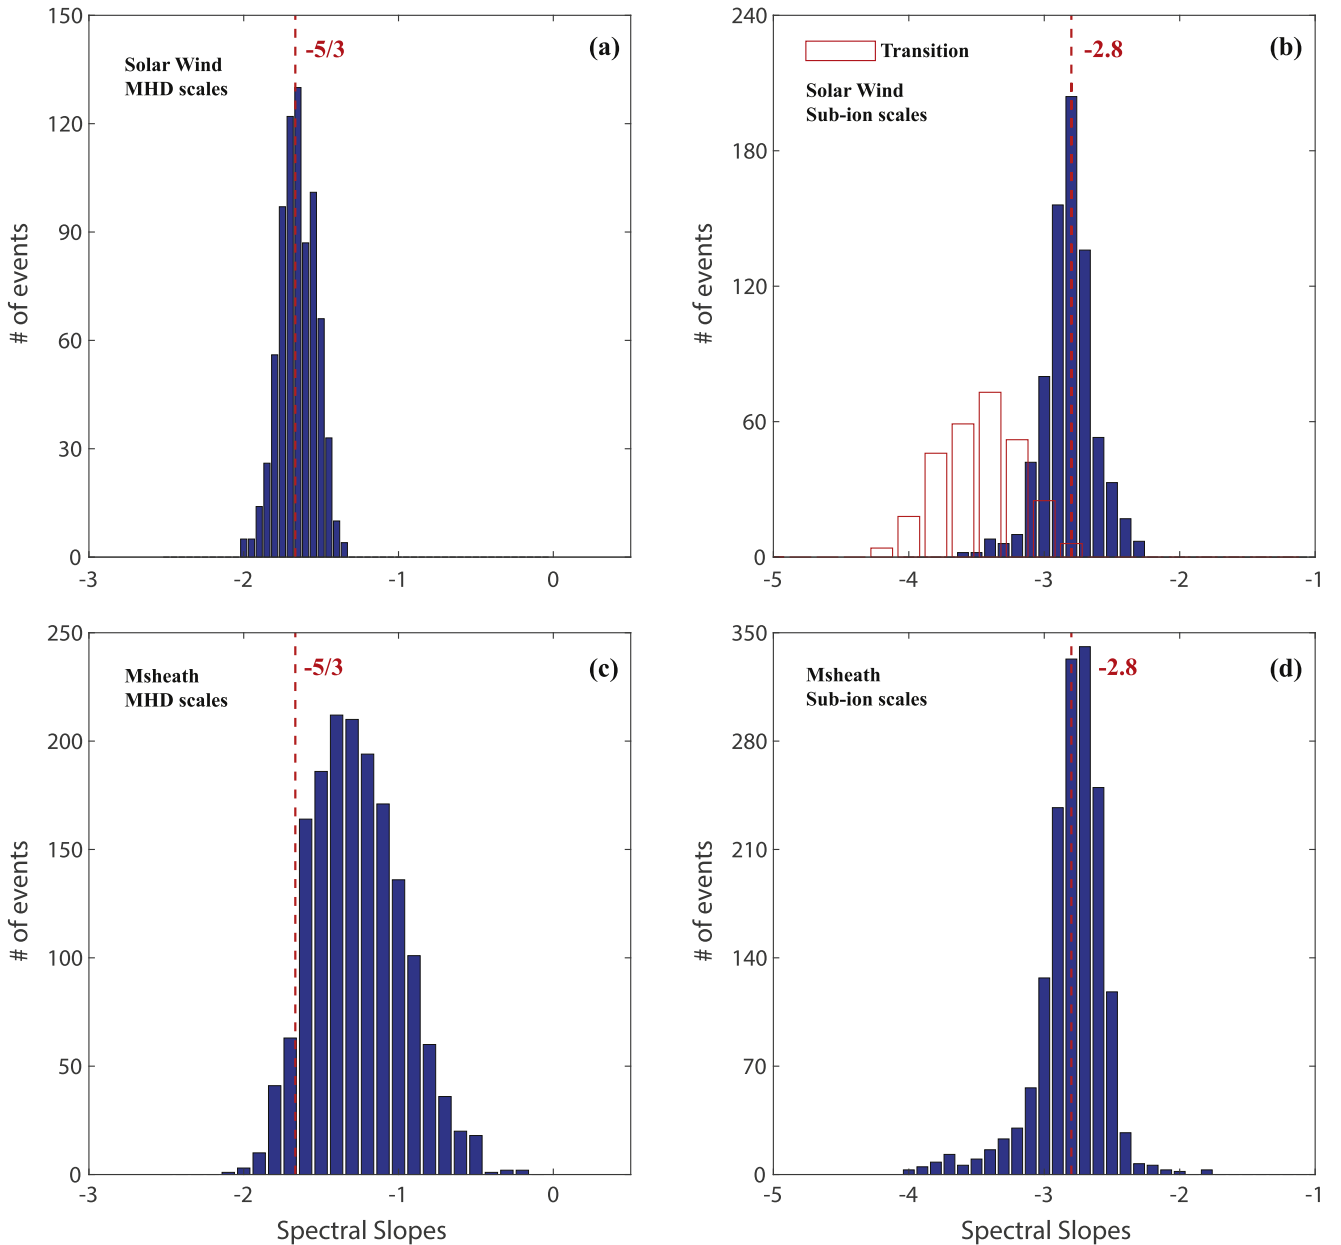 150
120
90
60
30
0
-3
-2
-1
0
# of events
Solar Wind
MHD scales
-5/3
(a)
240
180
120
60
0
-5
-4
-3
-2
-1
# of events
Transition
Solar Wind
Sub-ion scales
-2.8
(b)
250
200
150
100
50
0
-3
-2
-1
0
# of events
Spectral Slopes
Msheath
MHD scales
-5/3
(c)
350
280
210
140
70
0
-5
-4
-3
-2
-1
# of events
Spectral Slopes
Msheath
Sub-ion scales
-2.8
(d)